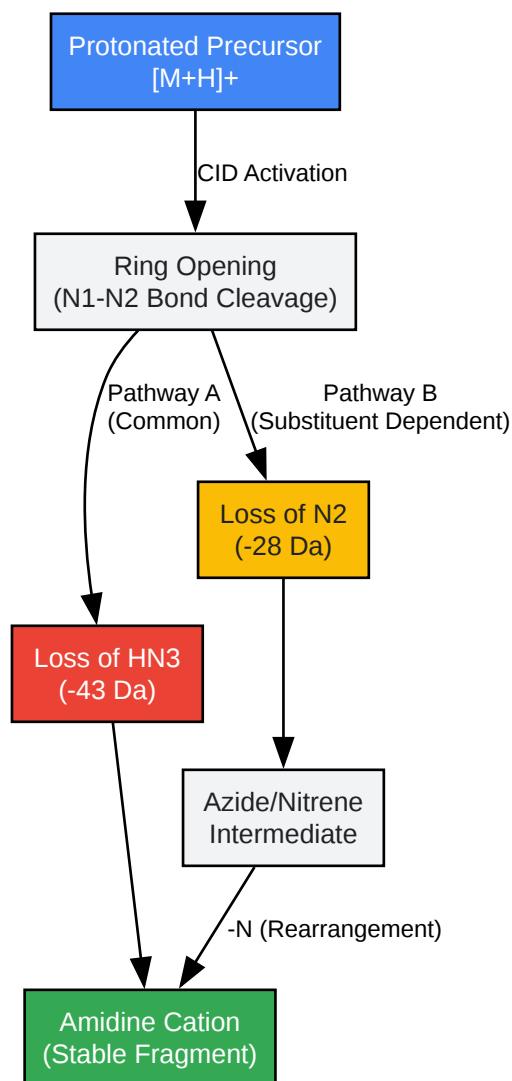 Protonated Precursor
[M+H]+
CID Activation
Ring Opening
(N1-N2 Bond Cleavage)
Pathway A
(Common)
Pathway B
(Substituent Dependent)
Loss of N2
(-28 Da)
Loss of HN3
(-43 Da)
Azide/Nitrene
Intermediate
-N (Rearrangement)
Amidine Cation
(Stable Fragment)